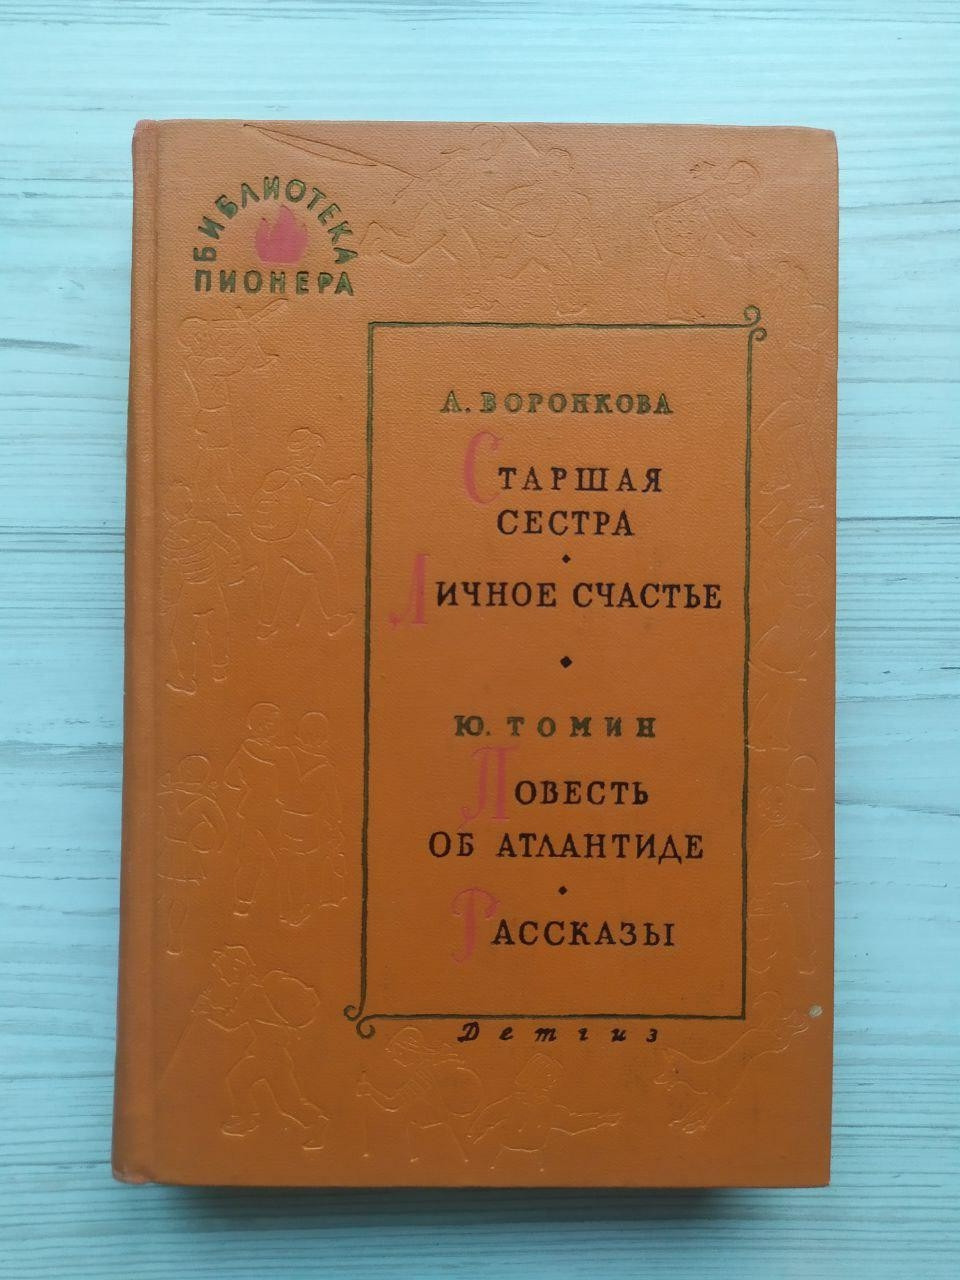 БИБЛИОТЕКА
ПИОНЕРА
Л. ВОРОНКОВА
СТАРШАЯ
СЕСТРА
ЛИЧНОЕ СЧАСТЬЕ
Ю. ТОМИН
ПОВЕСТЬ
ОБ АТЛАНТИДЕ
РАССКАЗЫ
Детгиз